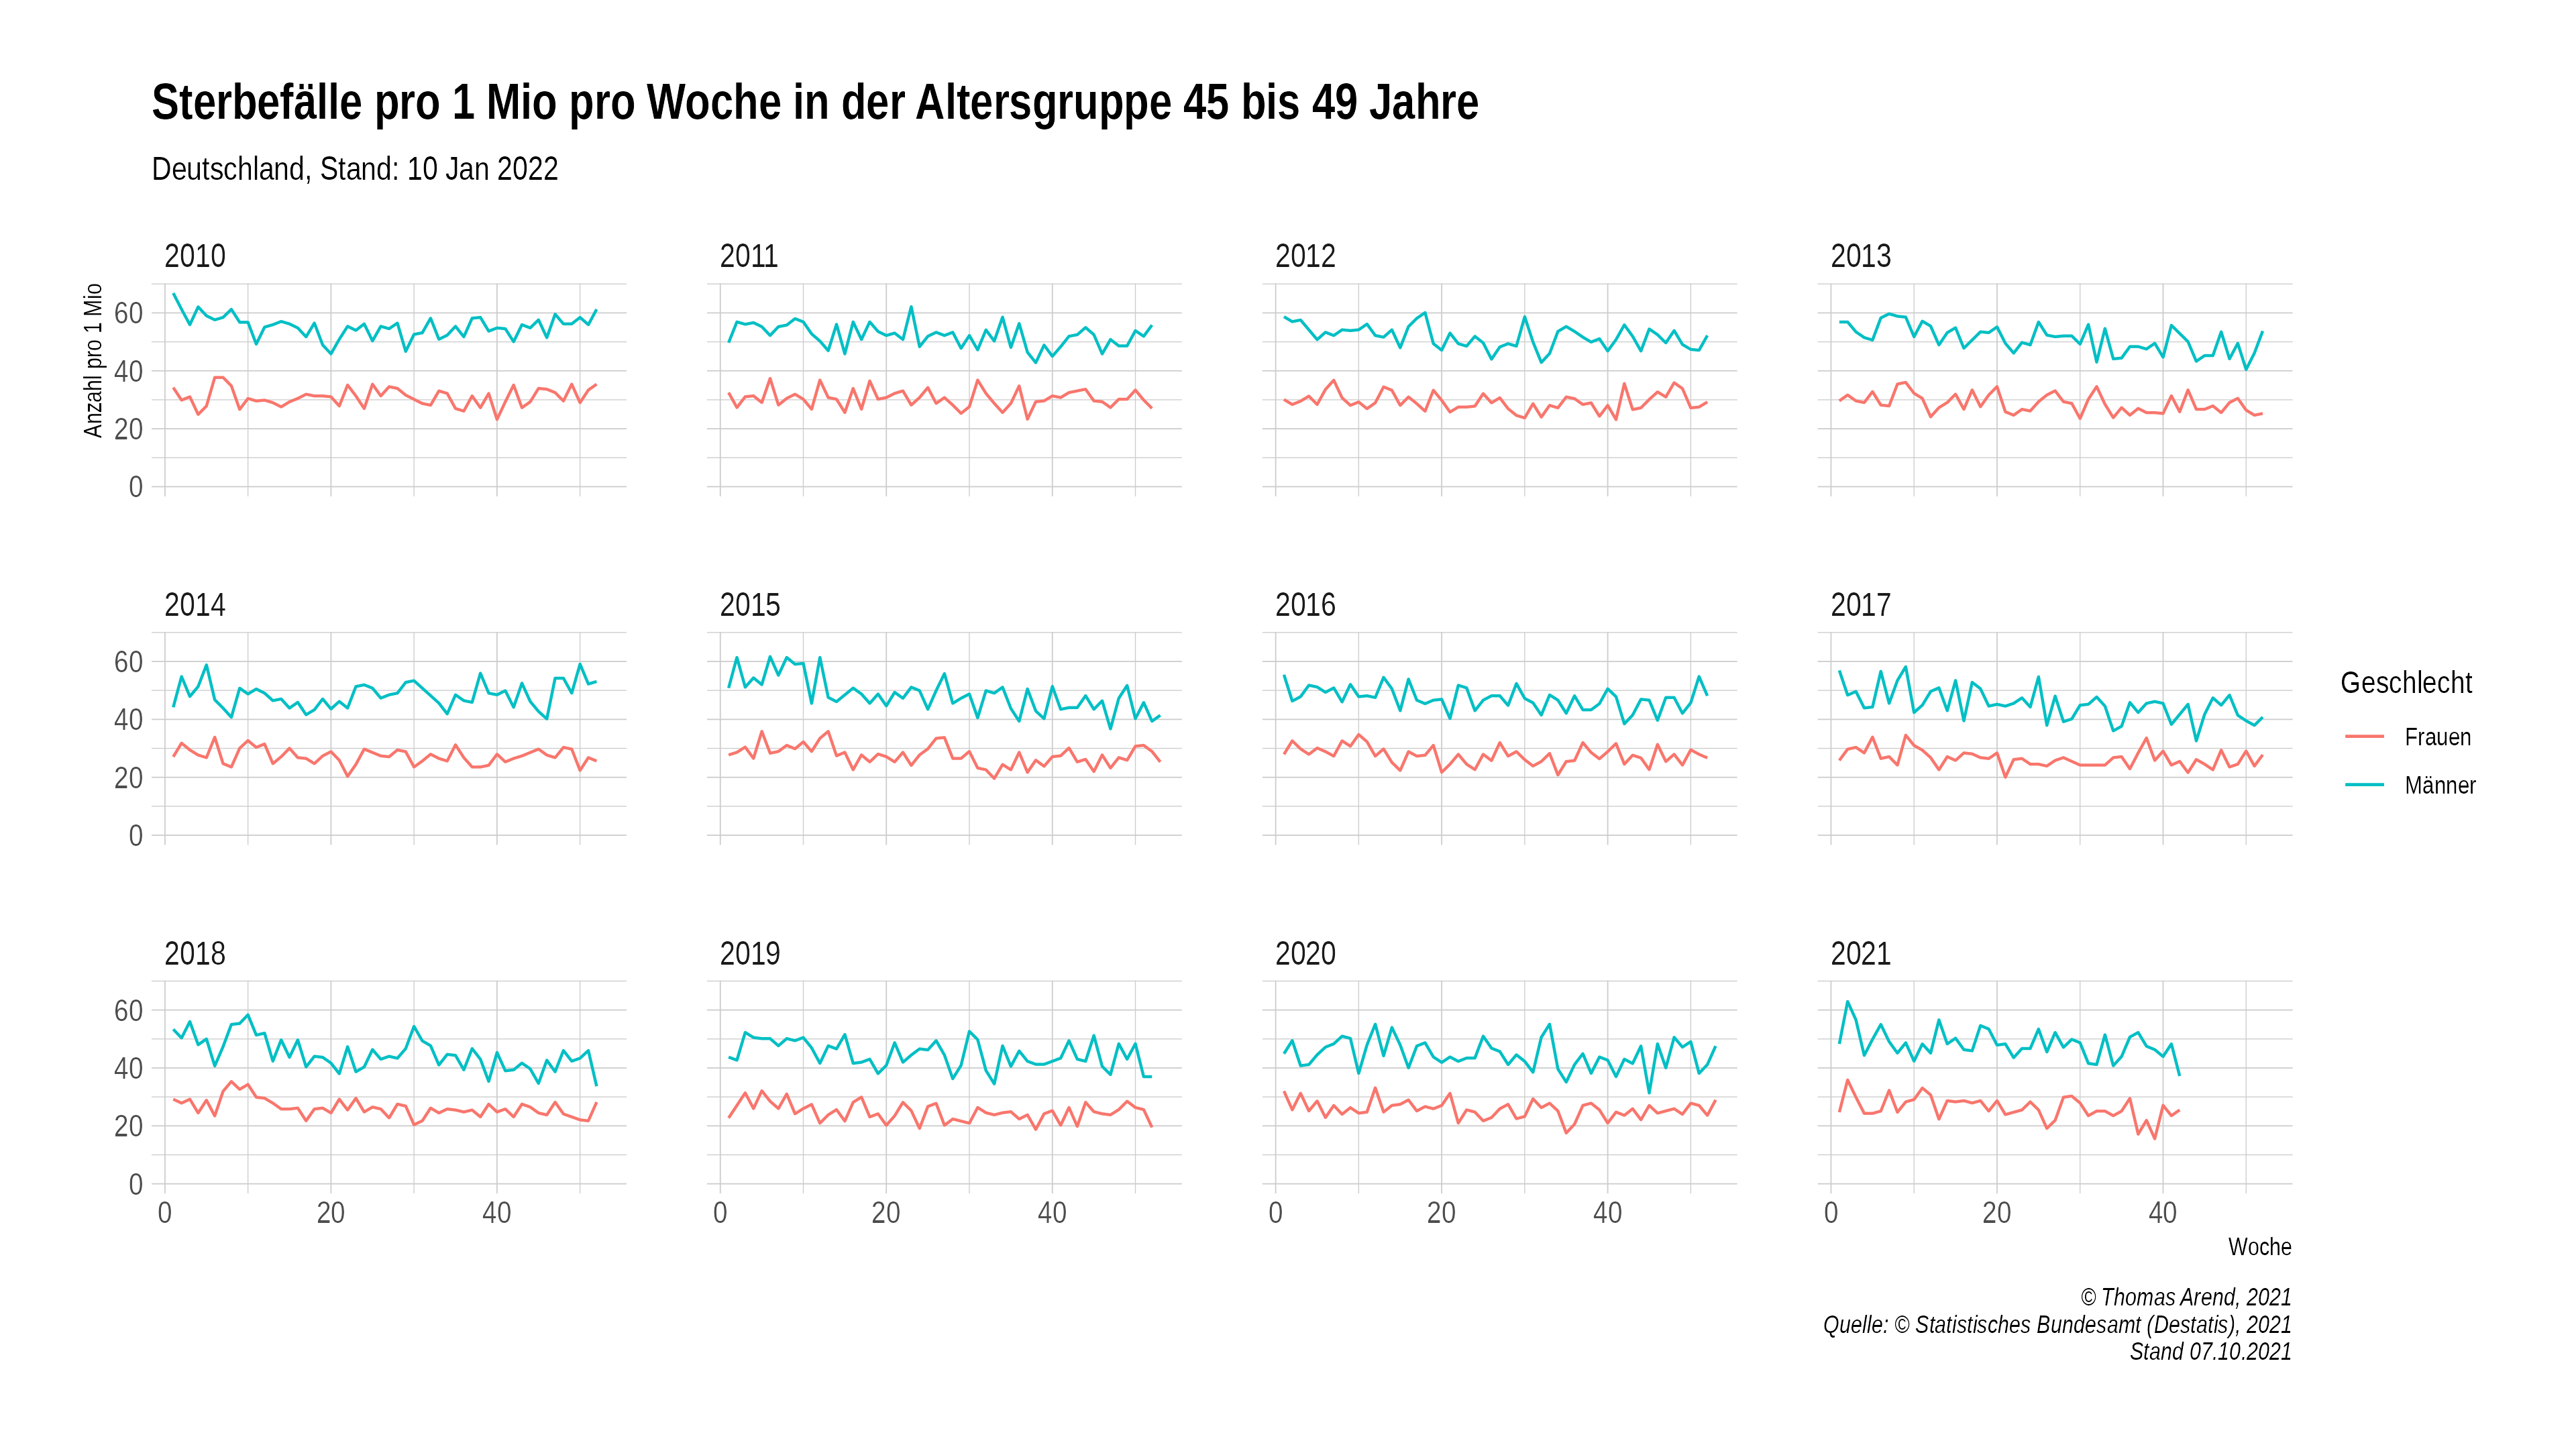 Sterbefälle pro 1 Mio pro Woche in der Altersgruppe 45 bis 49 Jahre
Deutschland, Stand: 10 Jan 2022
2010
2011
2012
2013
Anzahl pro 1 Mio
60
40
20
0
2014
2015
2016
2017
60
40
20
0
Geschlecht
Frauen
Männer
2018
2019
2020
2021
60
40
20
0
0 20 40
0 20 40
0 20 40
0 20 40
Woche
© Thomas Arend, 2021
Quelle: © Statistisches Bundesamt (Destatis), 2021
Stand 07.10.2021